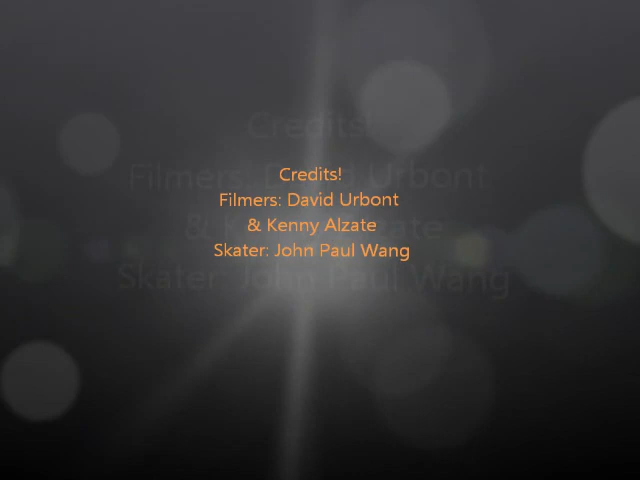 Credits!
Filmers: David Urbont
& Kenny Alzate
Skater: John Paul Wang